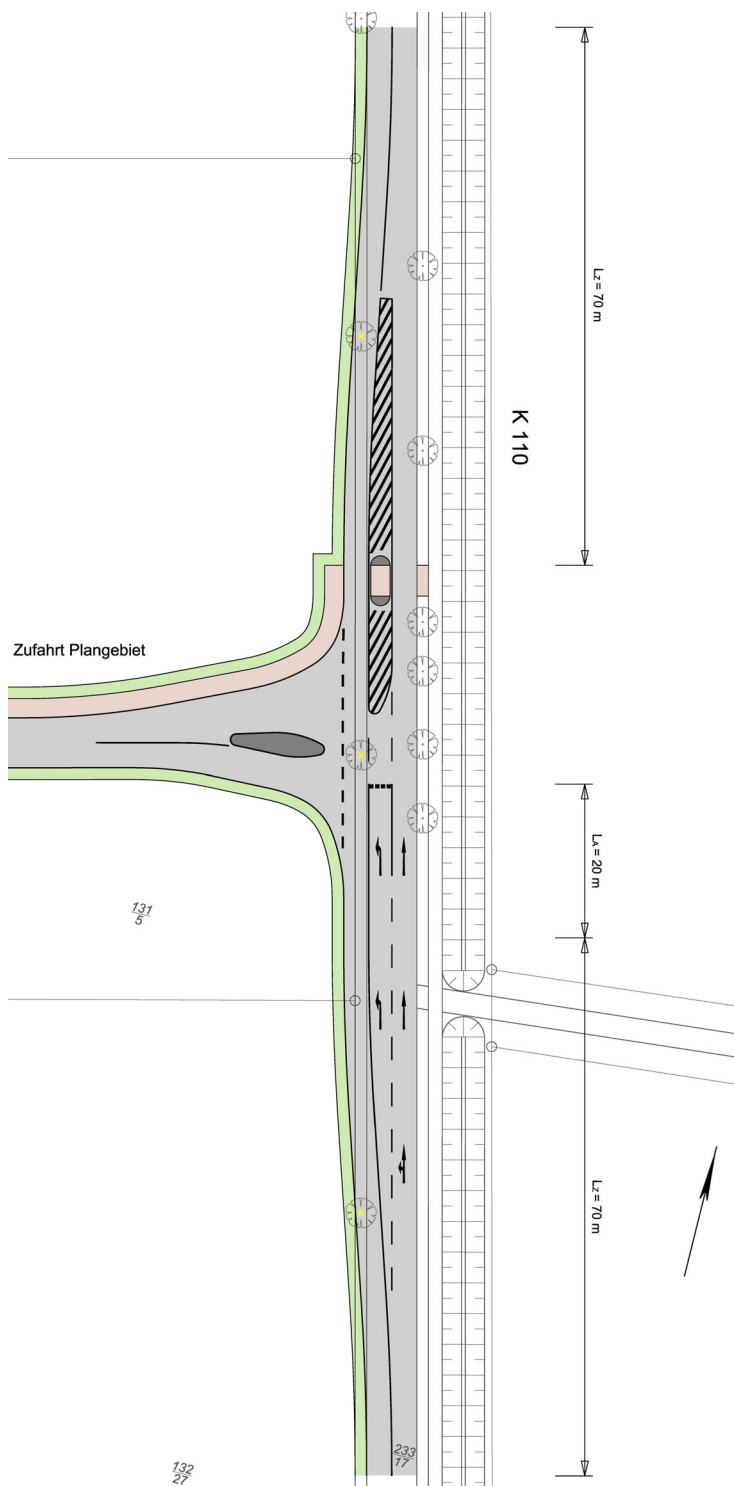 Lz = 70 m
K 110
Zufahrt Plangebiet
LA = 20 m
131
5
Lz = 70 m
233
17
132
27